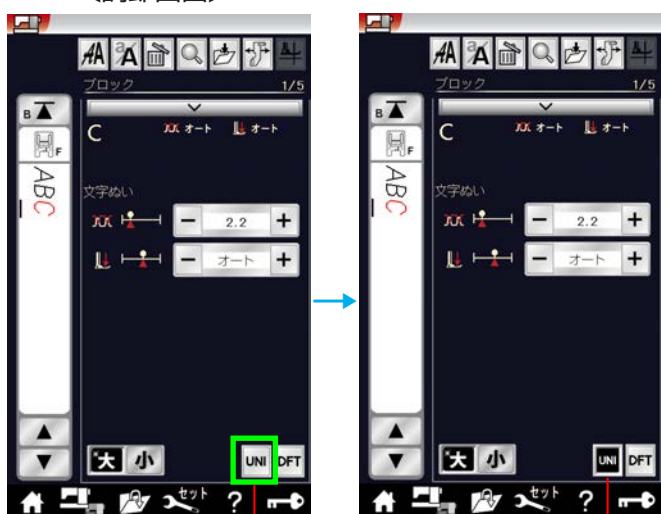 ブロック 1/5
B
F
C オート オート
ABC
文字ぬい
2.2
オート
大 小 UNI DFT
セット ?
ブロック 1/5
B
F
C オート オート
ABC
文字ぬい
2.2
オート
大 小 UNI DFT
セット ?